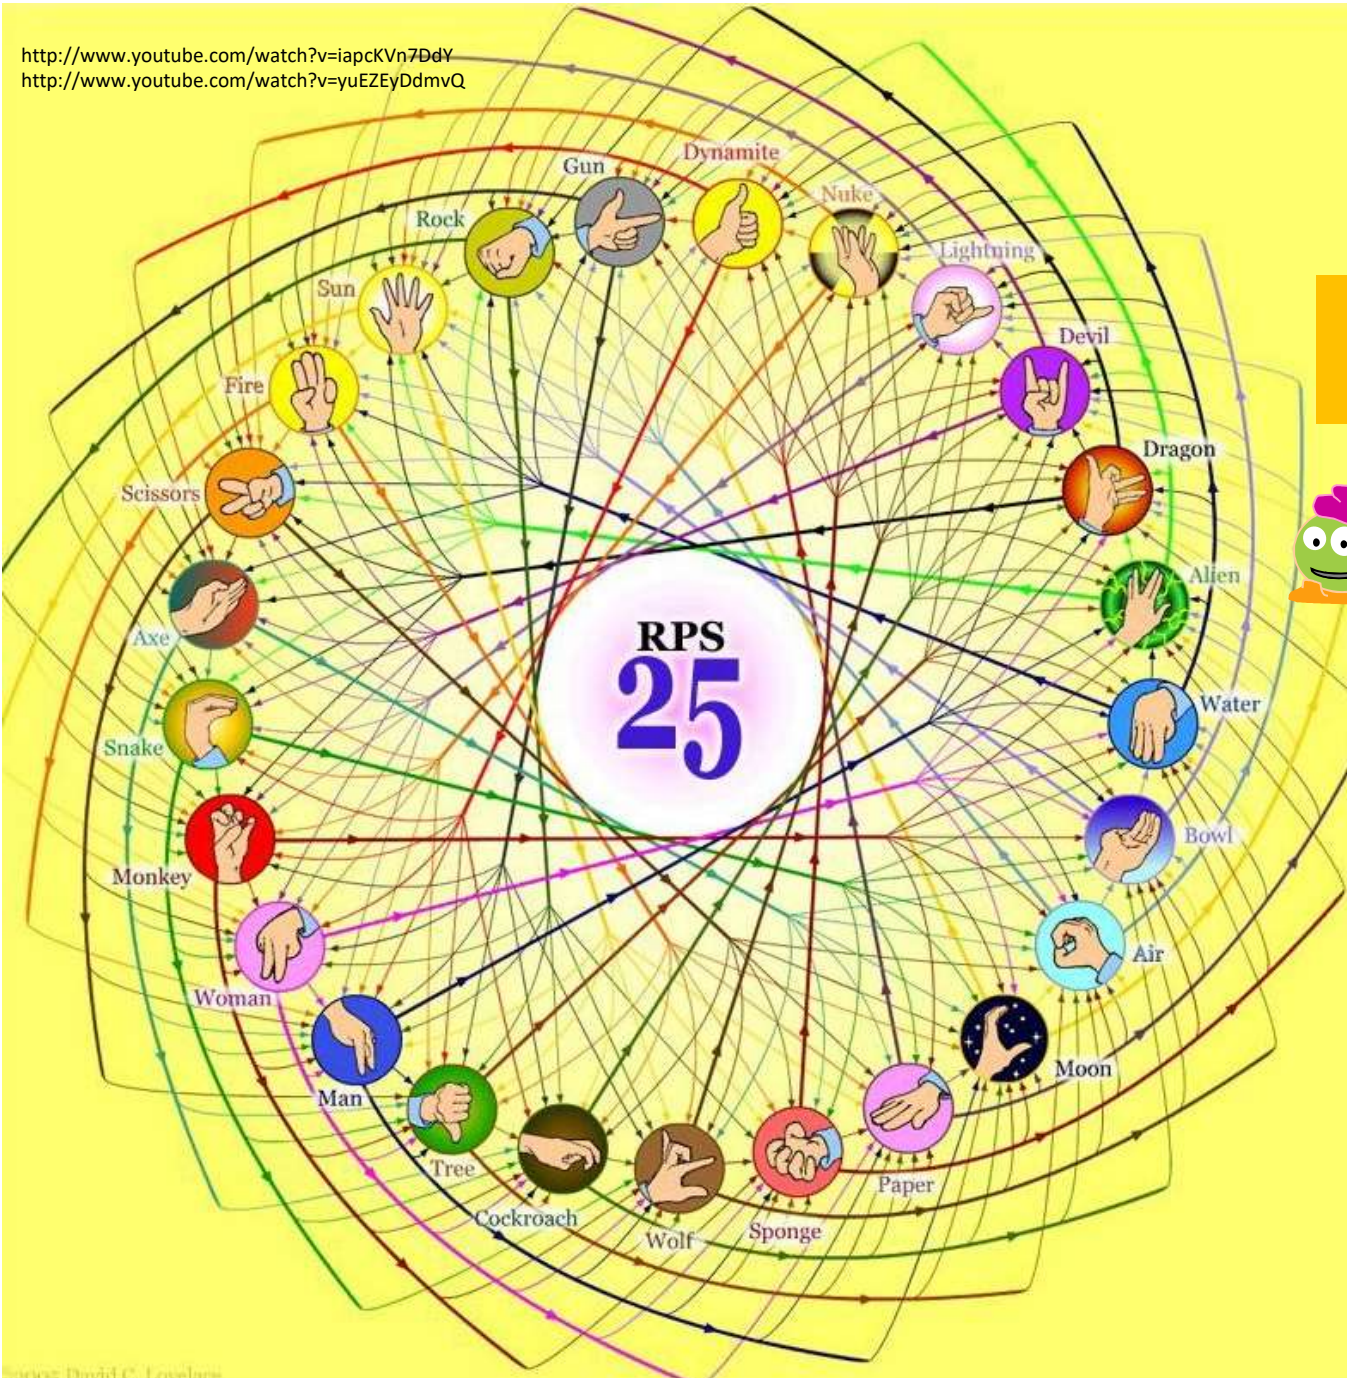 http://www.youtube.com/watch?v=iapcKVn7DdY
http://www.youtube.com/watch?v=yuEZEyDdmvQ
Dynamite
Gun
Nuke
Rock
Lightning
Sun
Devil
Fire
Dragon
Scissors
Alien
Axe
RPS
25
Water
Snake
Bowl
Monkey
Air
Woman
Moon
Man
Tree
Paper
Cockroach
Sponge
Wolf
David C. Lovelace